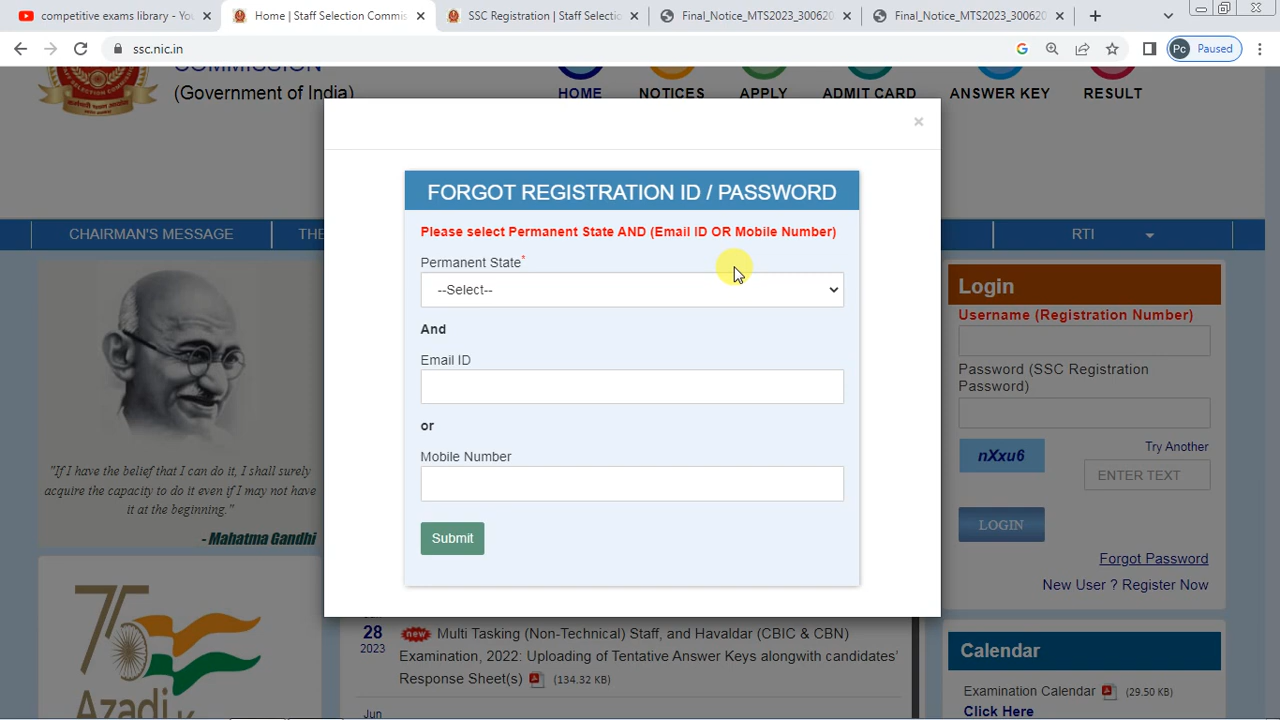 competitive exams library - You
Home | Staff Selection Commis
SSC Registration | Staff Selectio
Final_Notice_MTS2023_300620
Final_Notice_MTS2023_300620
ssc.nic.in
Pc Paused
COMMISSION
(Government of India)
HOME NOTICES APPLY ADMIT CARD ANSWER KEY RESULT
×
FORGOT REGISTRATION ID / PASSWORD
Please select Permanent State AND (Email ID OR Mobile Number)
Permanent State*
--Select--
And
Email ID
or
Mobile Number
Submit
CHAIRMAN'S MESSAGE THE RTI
"If I have the belief that I can do it, I shall surely
acquire the capacity to do it even if I may not have
it at the beginning."
- Mahatma Gandhi
75
Azadi
Login
Username (Registration Number)
Password (SSC Registration
Password)
nXxu6
Try Another
ENTER TEXT
LOGIN
Forgot Password
New User ? Register Now
28
2023
new Multi Tasking (Non-Technical) Staff, and Havaldar (CBIC & CBN)
Examination, 2022: Uploading of Tentative Answer Keys alongwith candidates'
Response Sheet(s) (134.32 KB)
Jun
Calendar
Examination Calendar (29.50 KB)
Click Here